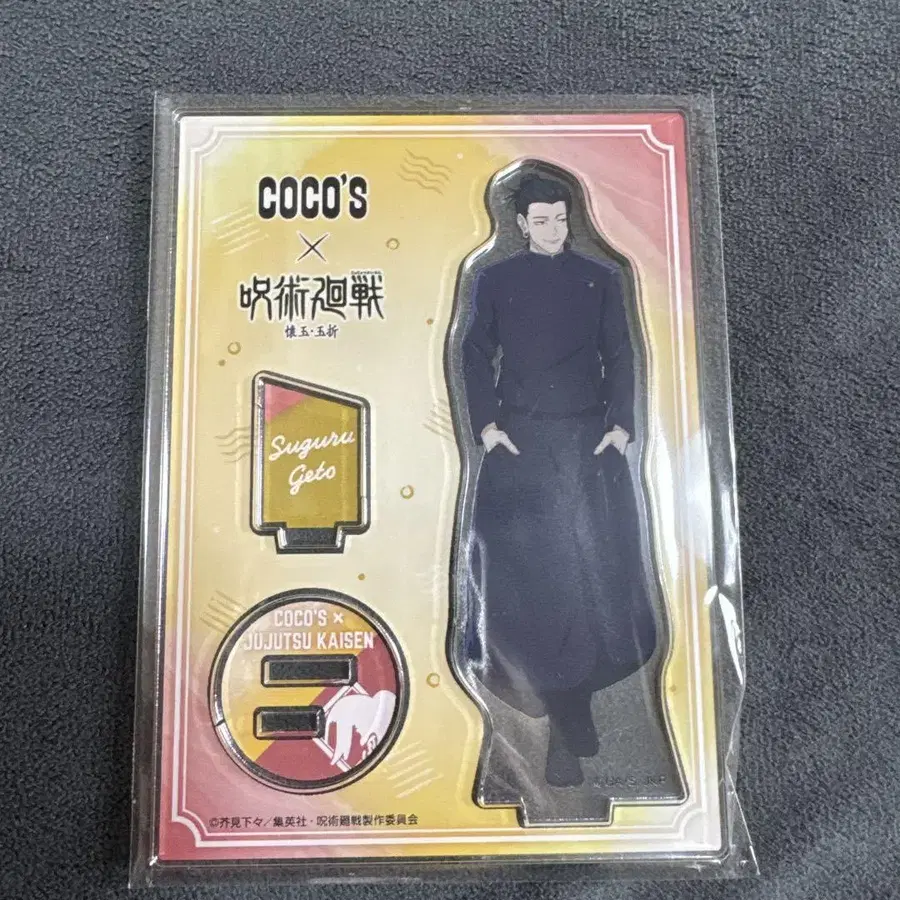 COCO'S
×
呪術廻戦
懐玉・玉折
Suguru
Geto
COCO'S ×
JUJUTSU KAISEN
©芥見下々／集英社・呪術廻戦製作委員会